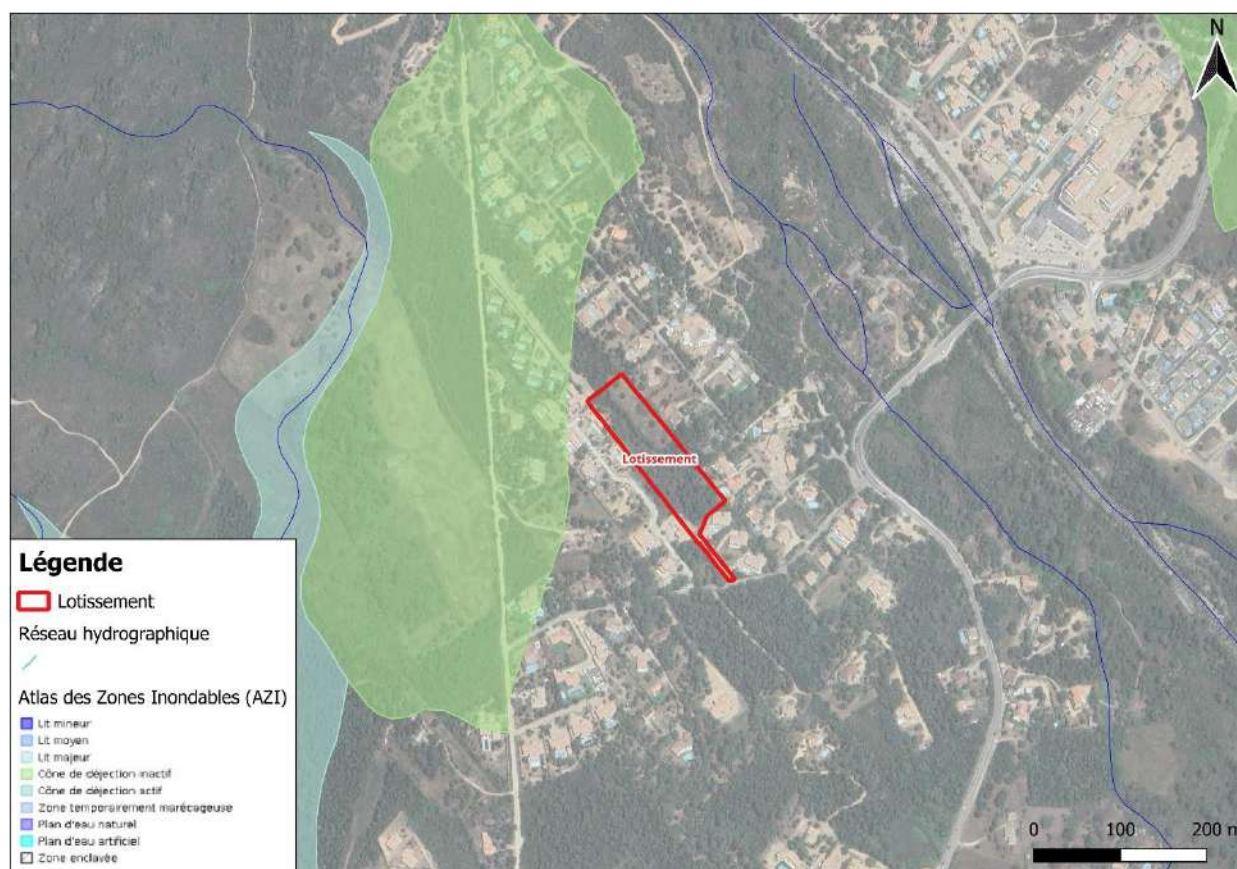 N
Lotissement
Légende
Lotissement
Réseau hydrographique
Atlas des Zones Inondables (AZI)
Lit mineur
Lit moyen
Lit majeur
Cône de déjection inactif
Cône de déjection actif
Zone temporairement marécageuse
Plan d'eau naturel
Plan d'eau artificiel
Zone enclavée
0 100 200 m